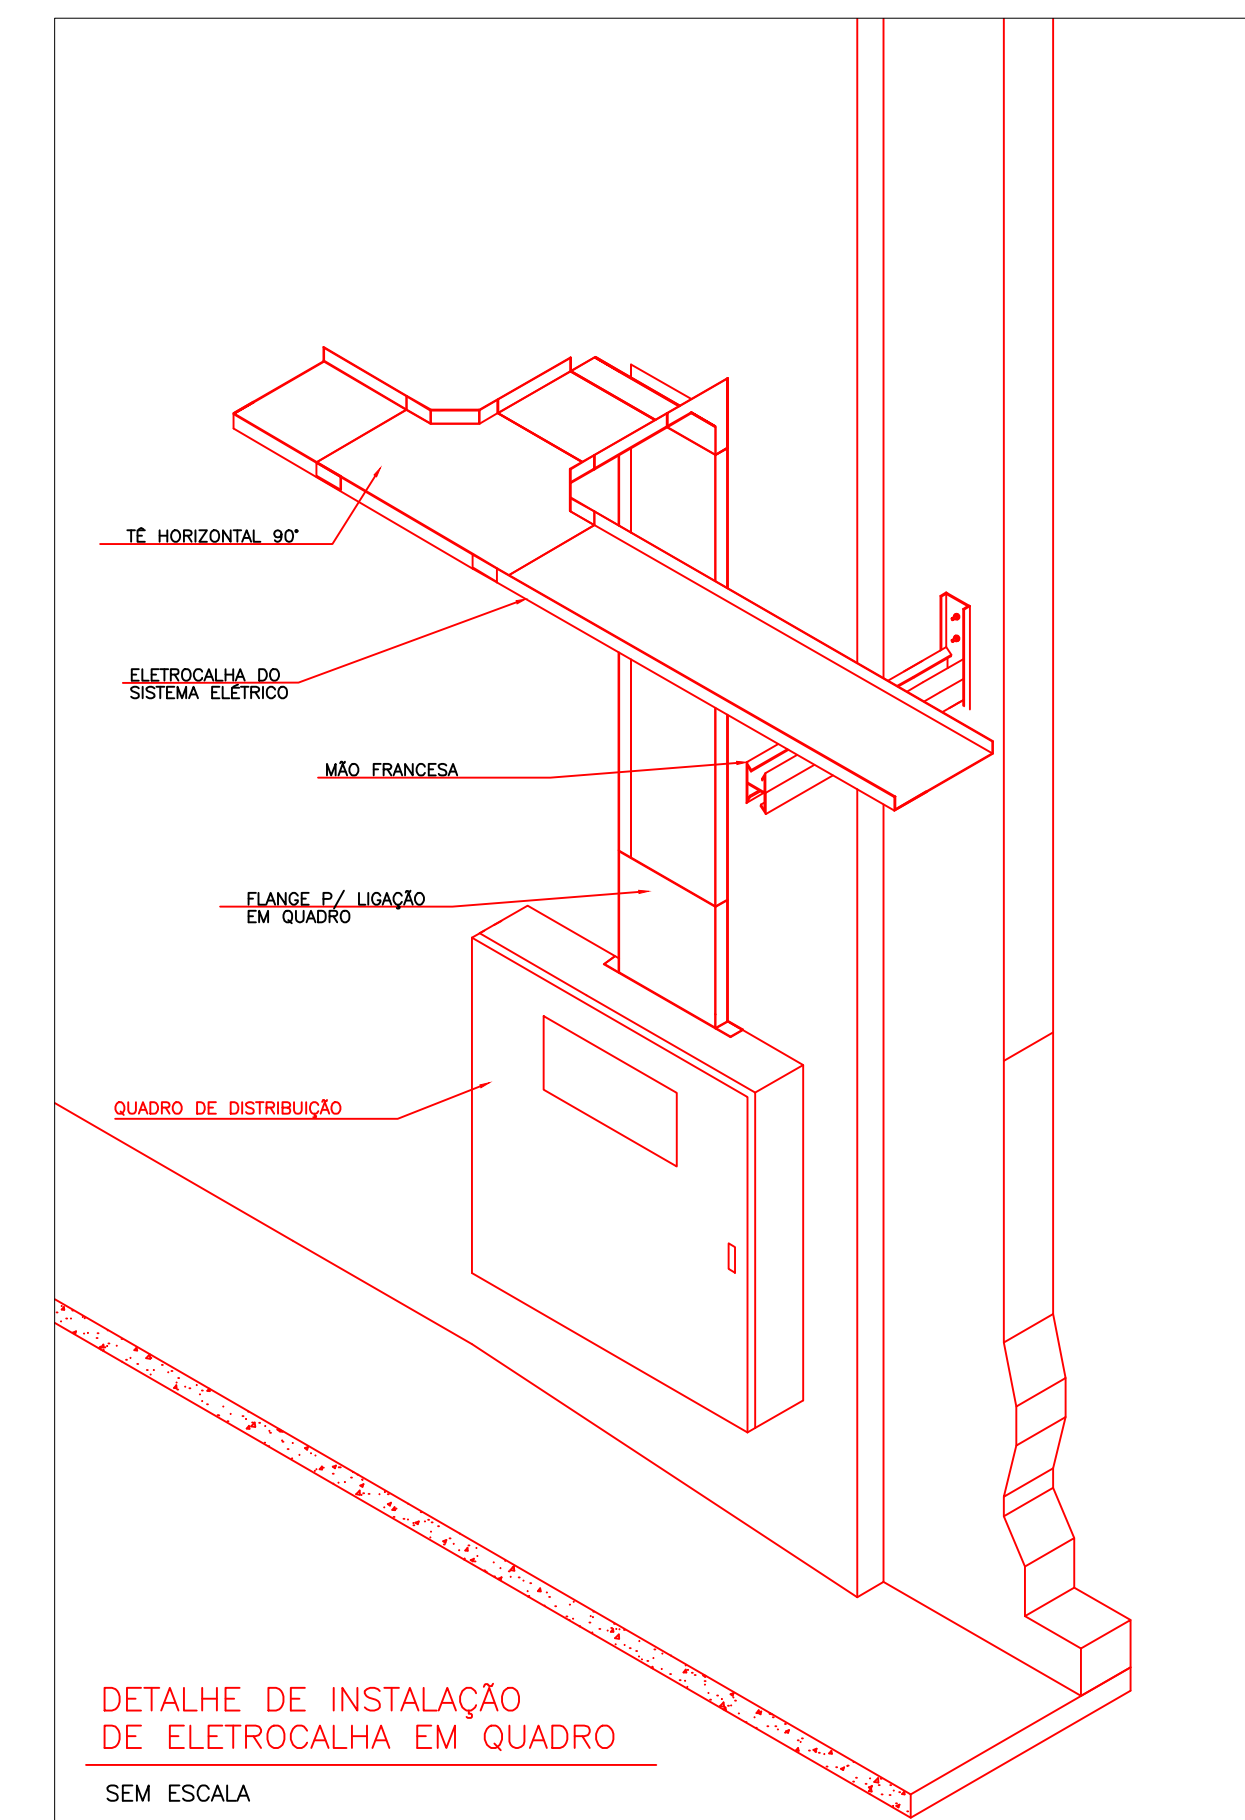 TÊ HORIZONTAL 90°
ELETROCALHA DO
SISTEMA ELÉTRICO
MÃO FRANCESA
FLANGE P/ LIGAÇÃO
EM QUADRO
QUADRO DE DISTRIBUIÇÃO
DETALHE DE INSTALAÇÃO
DE ELETROCALHA EM QUADRO
SEM ESCALA